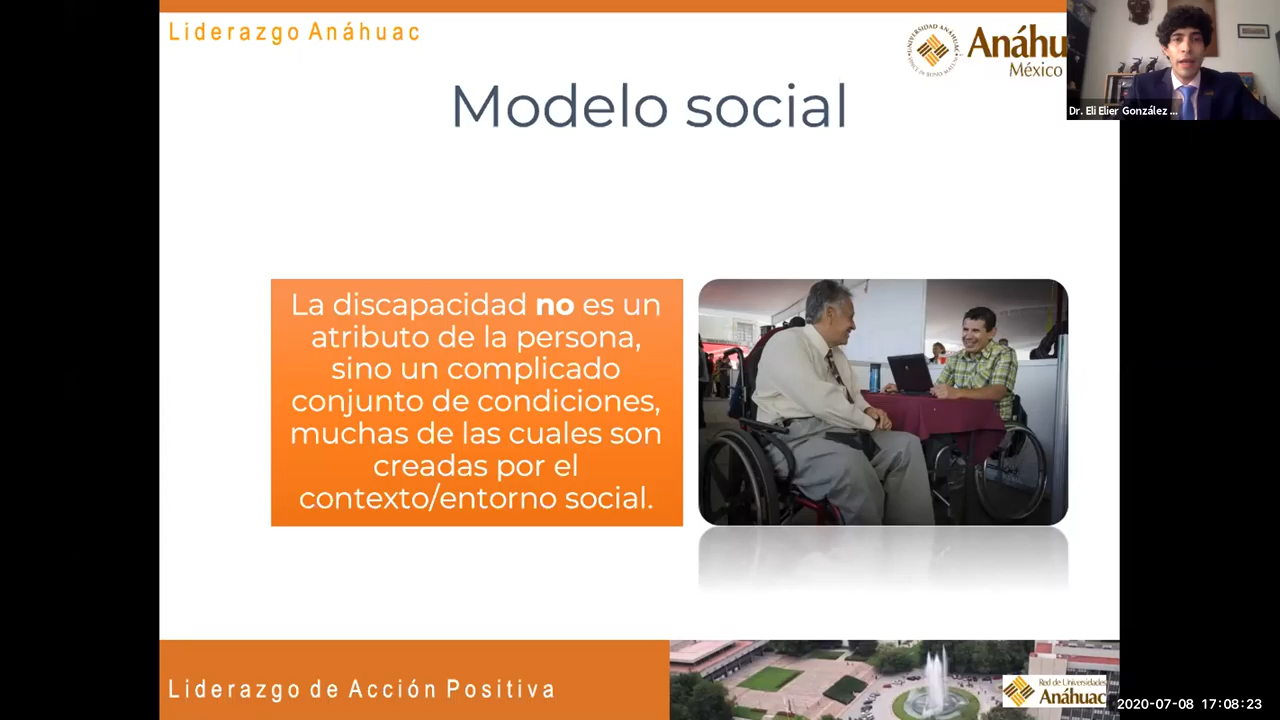 Liderazgo Anáhuac
Anáhu
México
Dr. Eli Elier González ...
Modelo social
La discapacidad no es un
atributo de la persona,
sino un complicado
conjunto de condiciones,
muchas de las cuales son
creadas por el
contexto/entorno social.
Liderazgo de Acción Positiva
Red de Universidades
Anáhuac
2020-07-08 17:08:23